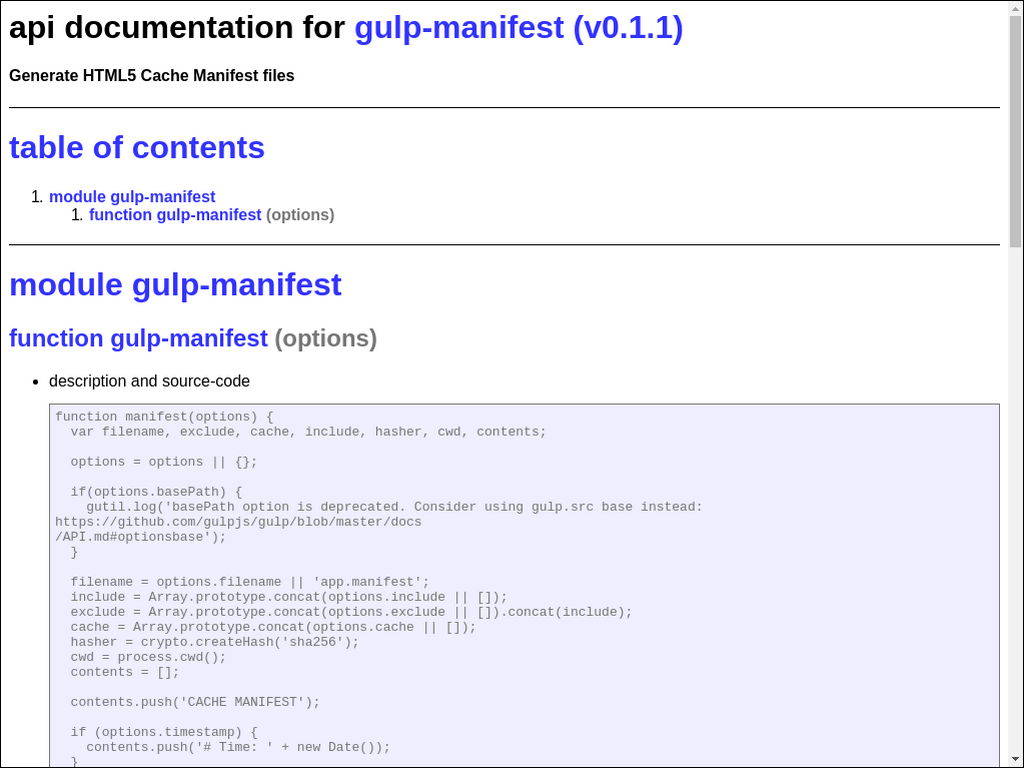 api documentation for gulp-manifest (v0.1.1)
Generate HTML5 Cache Manifest files
table of contents
1. module gulp-manifest
1. function gulp-manifest (options)
module gulp-manifest
function gulp-manifest (options)
• description and source-code
function manifest(options) {
  var filename, exclude, cache, include, hasher, cwd, contents;
  options = options || {};
  if(options.basePath) {
    gutil.log('basePath option is deprecated. Consider using gulp.src base instead:
https://github.com/gulpjs/gulp/blob/master/docs
/API.md#optionsbase');
  }
  filename = options.filename || 'app.manifest';
  include = Array.prototype.concat(options.include || []);
  exclude = Array.prototype.concat(options.exclude || []).concat(include);
  cache = Array.prototype.concat(options.cache || []);
  hasher = crypto.createHash('sha256');
  cwd = process.cwd();
  contents = [];
  contents.push('CACHE MANIFEST');
  if (options.timestamp) {
    contents.push('# Time: ' + new Date());
  }